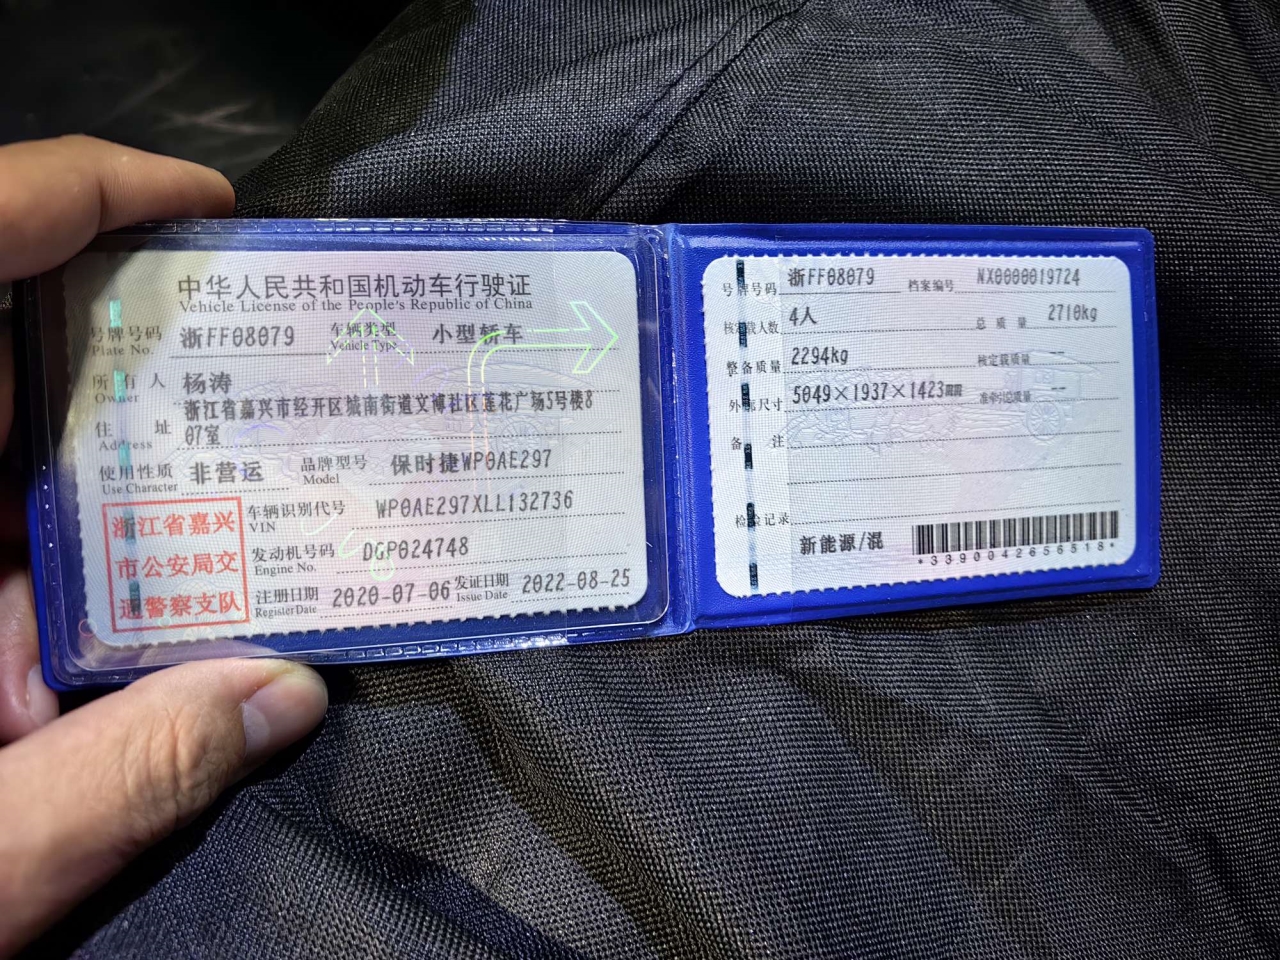 中华人民共和国机动车行驶证
Vehicle License of the People's Republic of China
号牌号码 浙FF08079 车辆类型 小型轿车
Plate No. Vehicle Type
所有人 杨涛
Owner
住址 浙江省嘉兴市经开区城南街道文博社区莲花广场5号楼8
Address 07室
使用性质 非营运 品牌型号 保时捷WP0AE297
Use Character Model
浙江省嘉兴
市公安局交
通警察支队
车辆识别代号 WP0AE297XLL132736
VIN
发动机号码 DGP024748
Engine No.
注册日期 2020-07-06 发证日期 2022-08-25
Register Date Issue Date
号牌号码 浙FF08079 档案编号 NX0000019724
核定载人数 4人 总质量 2710kg
整备质量 2294kg 核定载质量 --
外廓尺寸 5049×1937×1423mm 准牵引总质量 --
备注
检验记录
新能源/混
*3390042656518*